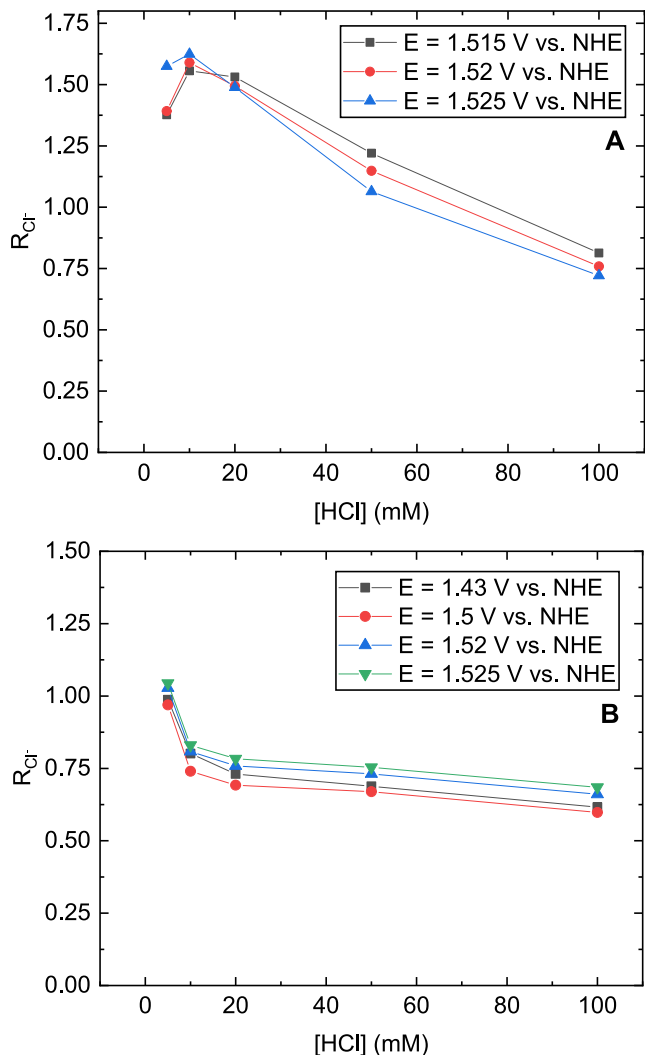 1.75
E = 1.515 V vs. NHE
E = 1.52 V vs. NHE
1.50
E = 1.525 V vs. NHE
A
1.25
1.00
R_Cl⁻
0.75
0.50
0.25
0.00
0 20 40 60 80 100
[HCl] (mM)
1.50
E = 1.43 V vs. NHE
E = 1.5 V vs. NHE
1.25
E = 1.52 V vs. NHE
E = 1.525 V vs. NHE
1.00
B
R_Cl⁻
0.75
0.50
0.25
0.00
0 20 40 60 80 100
[HCl] (mM)